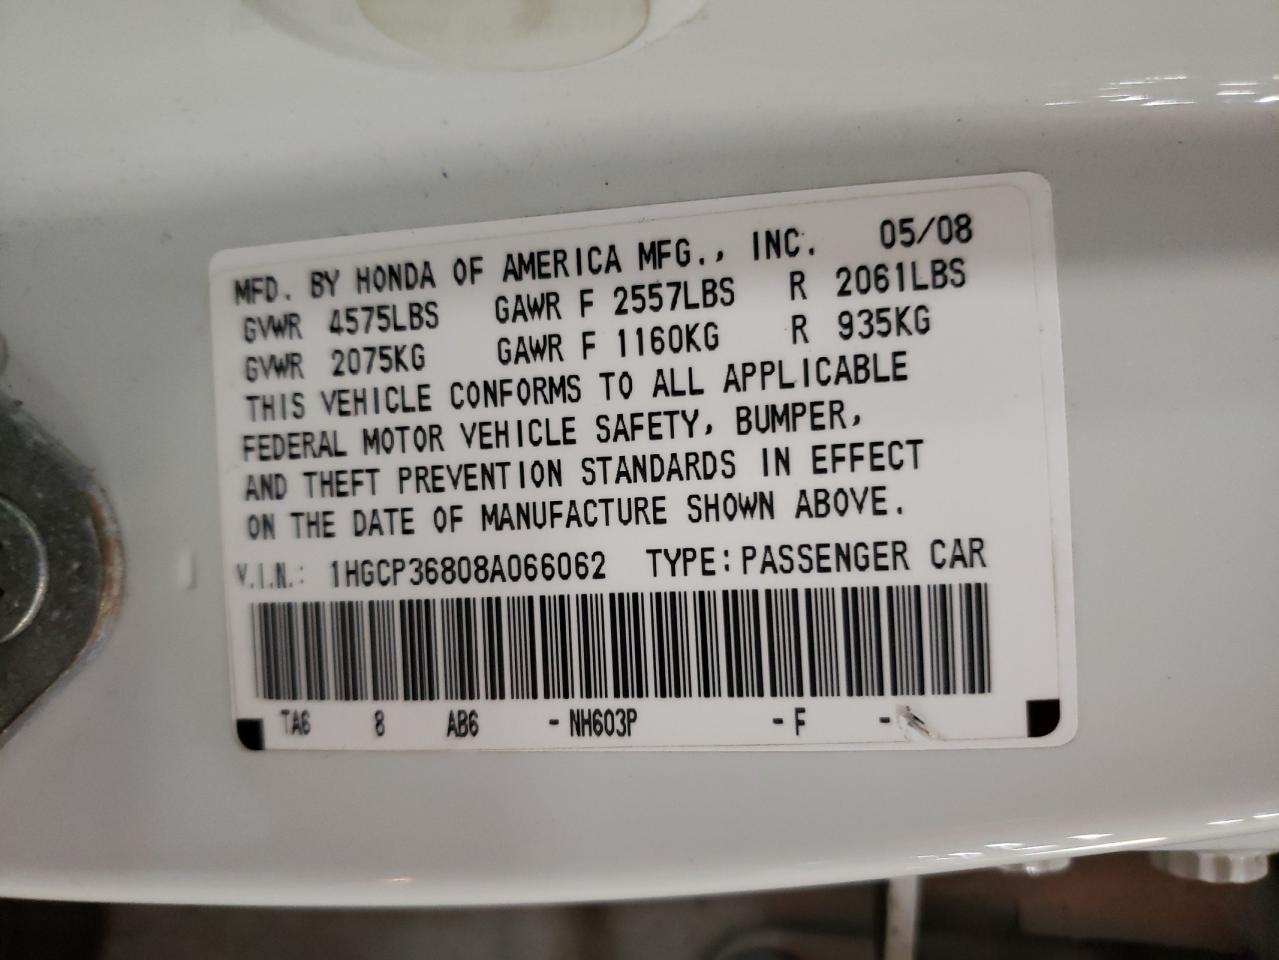 MFD. BY HONDA OF AMERICA MFG., INC. 05/08
GVWR 4575LBS GAWR F 2557LBS R 2061LBS
GVWR 2075KG GAWR F 1160KG R 935KG
THIS VEHICLE CONFORMS TO ALL APPLICABLE
FEDERAL MOTOR VEHICLE SAFETY, BUMPER,
AND THEFT PREVENTION STANDARDS IN EFFECT
ON THE DATE OF MANUFACTURE SHOWN ABOVE.
V.I.N.: 1HGCP36808A066062 TYPE:PASSENGER CAR
TA6 8 AB6 -NH603P -F -